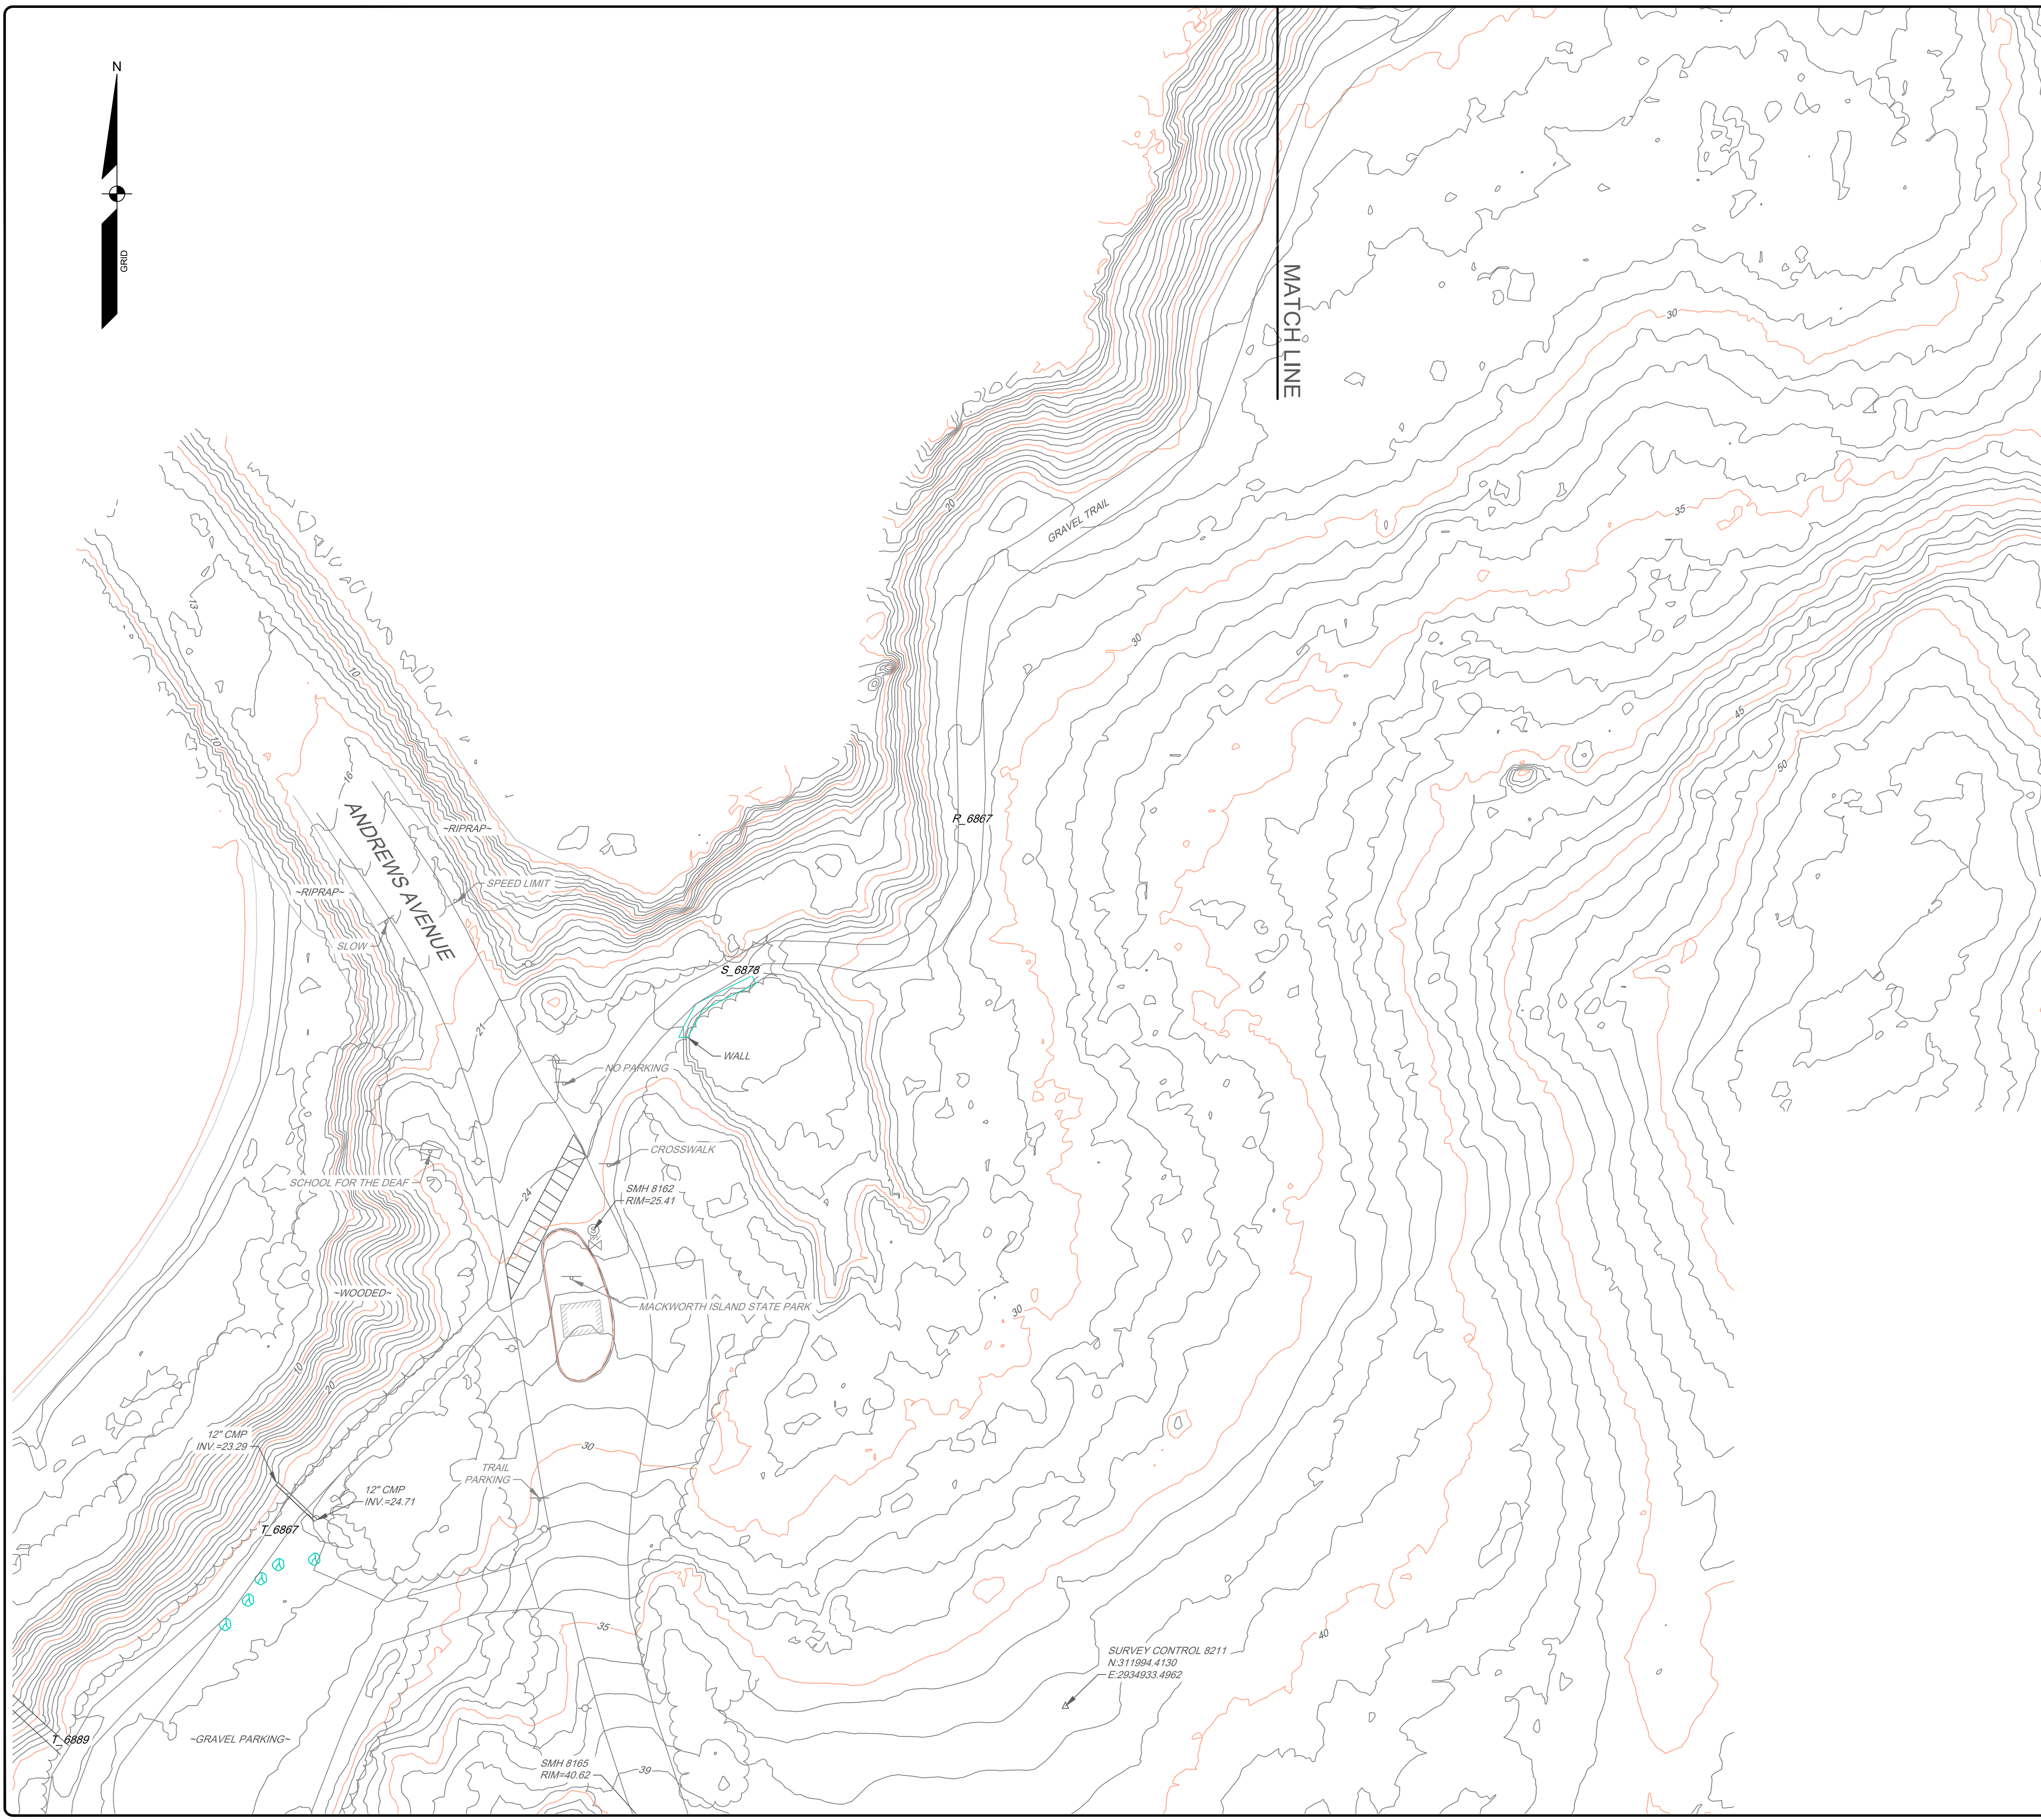 N
GRID
MATCH LINE
30
20
GRAVEL TRAIL
35
13
30
10
45
10
50
16
ANDREWS AVENUE
~RIPRAP~
R_6867
SPEED LIMIT
~RIPRAP~
SLOW
S_6878
21
WALL
NO PARKING
CROSSWALK
SCHOOL FOR THE DEAF
24
SMH 8162
RIM=25.41
~WOODED~
MACKWORTH ISLAND STATE PARK
30
10
20
12" CMP
INV.=23.29
30
TRAIL
PARKING
12" CMP
INV.=24.71
T_6867
35
40
SURVEY CONTROL 8211
N:311994.4130
E:2934933.4962
T_6889
~GRAVEL PARKING~
SMH 8165
RIM=40.62
39